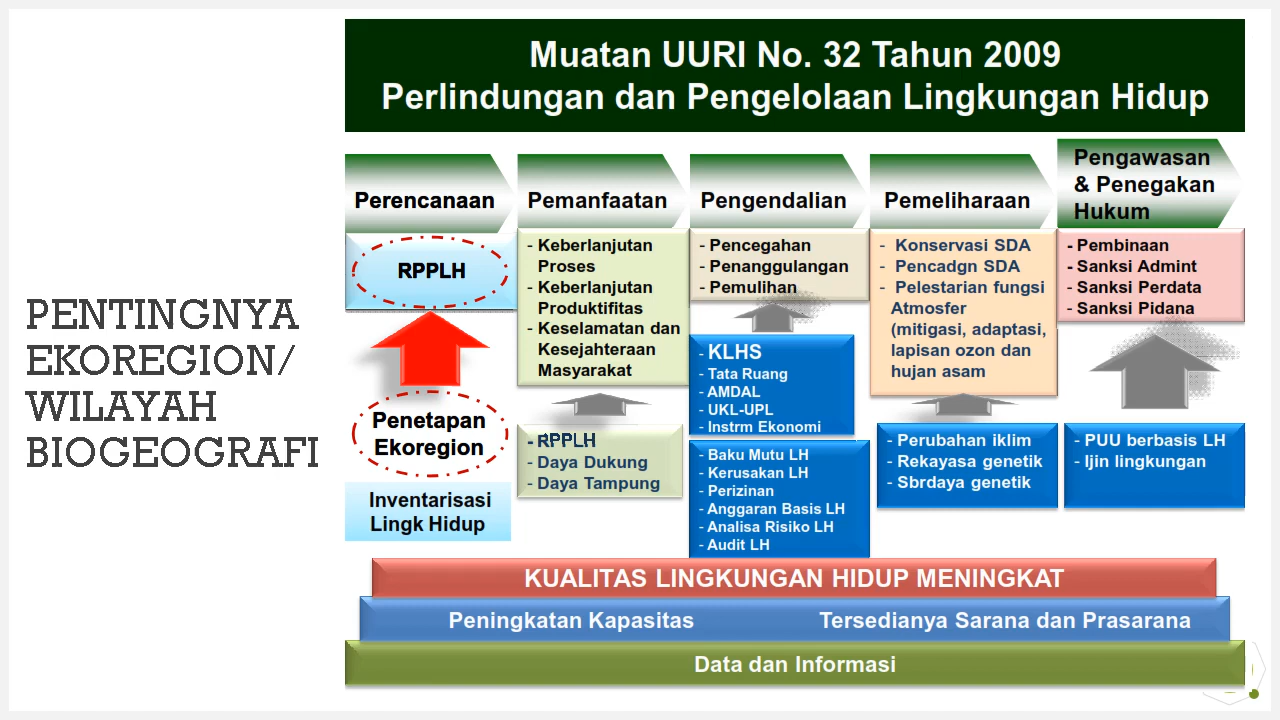 PENTINGNYA
EKOREGION/
WILAYAH
BIOGEOGRAFI
Muatan UURI No. 32 Tahun 2009
Perlindungan dan Pengelolaan Lingkungan Hidup
Perencanaan
RPPLH
Penetapan
Ekoregion
Inventarisasi
Lingk Hidup
Pemanfaatan
- Keberlanjutan
Proses
- Keberlanjutan
Produktifitas
- Keselamatan dan
Kesejahteraan
Masyarakat
- RPPLH
- Daya Dukung
- Daya Tampung
Pengendalian
- Pencegahan
- Penanggulangan
- Pemulihan
- KLHS
- Tata Ruang
- AMDAL
- UKL-UPL
- Instrm Ekonomi
- Baku Mutu LH
- Kerusakan LH
- Perizinan
- Anggaran Basis LH
- Analisa Risiko LH
- Audit LH
Pemeliharaan
- Konservasi SDA
- Pencadgn SDA
- Pelestarian fungsi
Atmosfer
(mitigasi, adaptasi,
lapisan ozon dan
hujan asam
- Perubahan iklim
- Rekayasa genetik
- Sbrdaya genetik
Pengawasan
& Penegakan
Hukum
- Pembinaan
- Sanksi Admint
- Sanksi Perdata
- Sanksi Pidana
- PUU berbasis LH
- Ijin lingkungan
KUALITAS LINGKUNGAN HIDUP MENINGKAT
Peningkatan Kapasitas Tersedianya Sarana dan Prasarana
Data dan Informasi